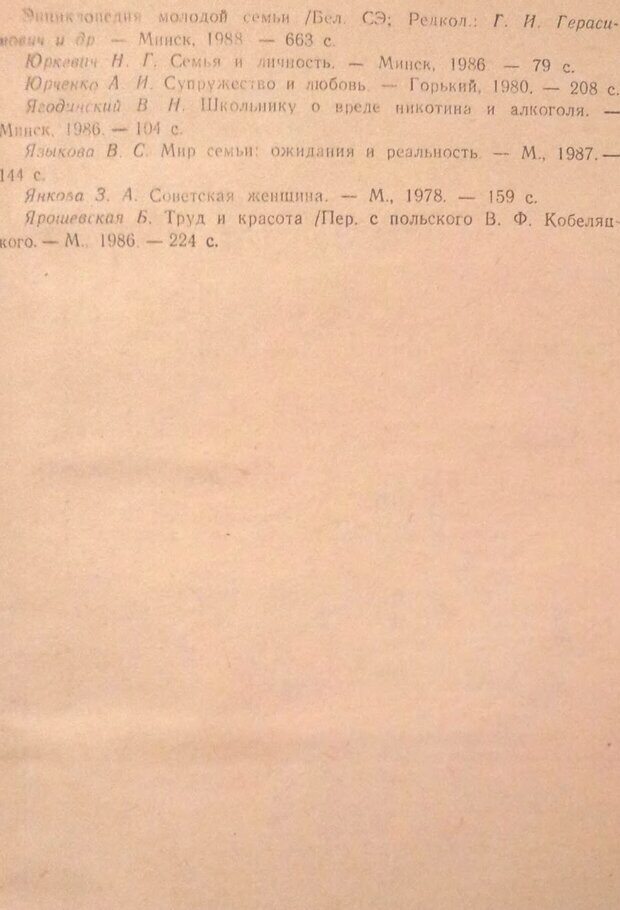 Энциклопедия молодой семьи /Бел. СЭ; Редкол.: Г. И. Гераси-
мович и др — Минск, 1988 — 663 с.
Юркевич Н. Г. Семья и личность. — Минск, 1986 — 79 с.
Юрченко А. И. Супружество и любовь — Горький, 1980. — 208 с.
Ягодинский В Н. Школьнику о вреде никотина и алкоголя. —
Минск, 1986. — 104 с.
Языкова В. С. Мир семьи: ожидания и реальность — М., 1987. —
144 с.
Янкова З. А. Советская женщина. — М., 1978. — 159 с.
Ярошевская Б. Труд и красота /Пер. с польского В. Ф. Кобеляц-
кого. — М., 1986. — 224 с.